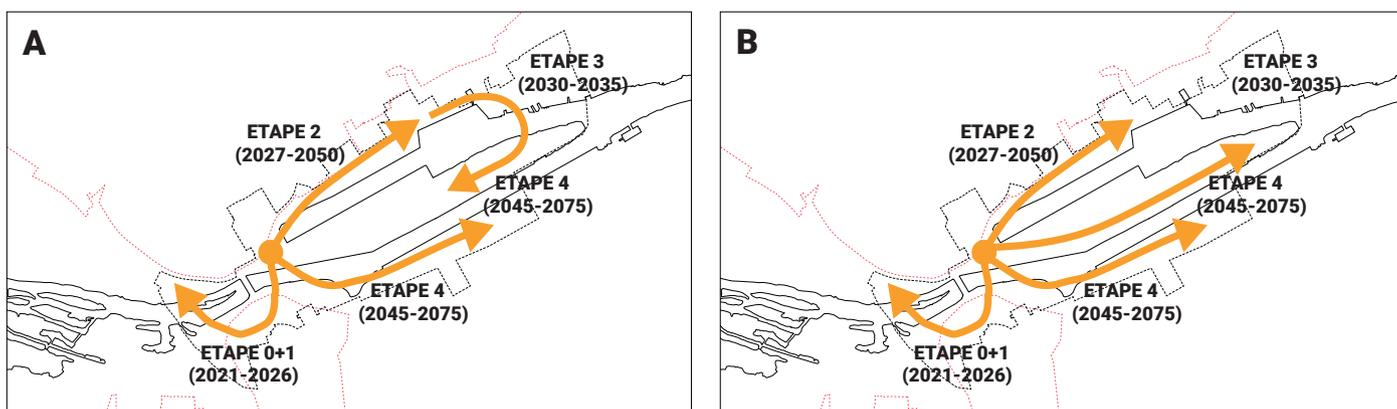 A
ETAPE 3
(2030-2035)
ETAPE 2
(2027-2050)
ETAPE 4
(2045-2075)
ETAPE 4
(2045-2075)
ETAPE 0+1
(2021-2026)
B
ETAPE 3
(2030-2035)
ETAPE 2
(2027-2050)
ETAPE 4
(2045-2075)
ETAPE 4
(2045-2075)
ETAPE 0+1
(2021-2026)